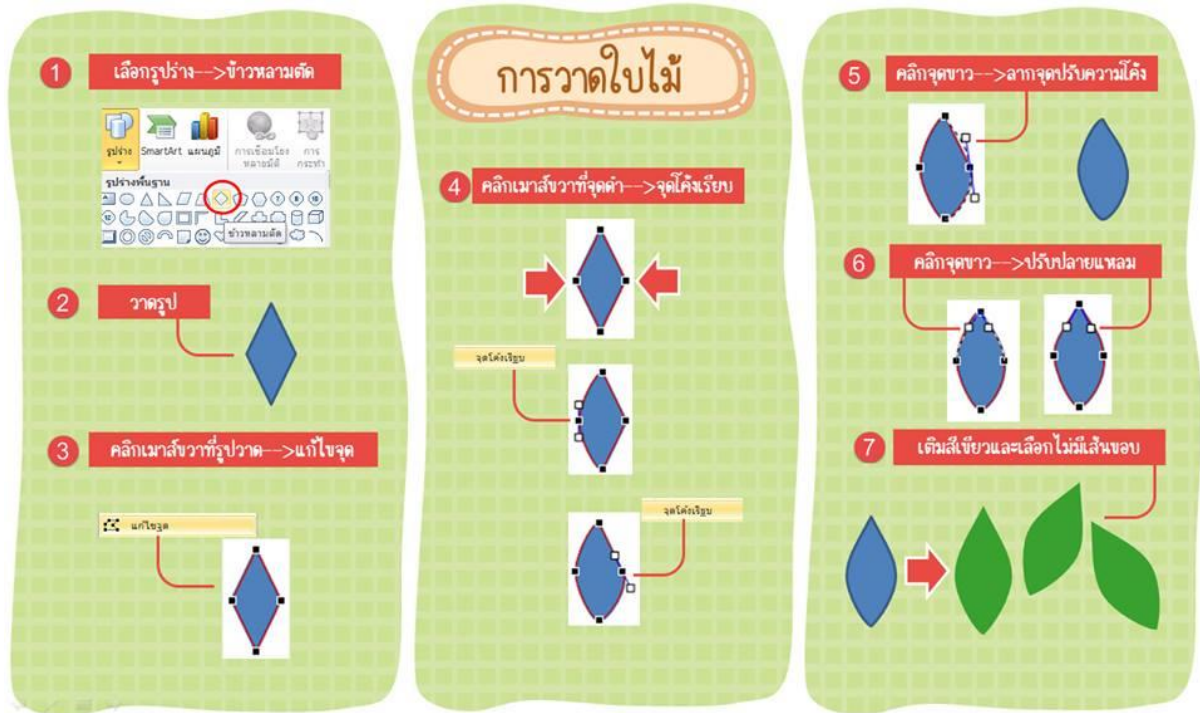 การวาดใบไม้
1
เลือกรูปร่าง-->ข้าวหลามตัด
รูปร่าง
SmartArt
แผนภูมิ
การเชื่อมโยง
หลายมิติ
การ
กระทำ
รูปร่างพื้นฐาน
ข้าวหลามตัด
2
วาดรูป
3
คลิกเมาส์ขวาที่รูปวาด-->แก้ไขจุด
แก้ไขจุด
4
คลิกเมาส์ขวาที่จุดดำ-->จุดโค้งเรียบ
จุดโค้งเรียบ
จุดโค้งเรียบ
5
คลิกจุดขาว-->ลากจุดปรับความโค้ง
6
คลิกจุดขาว-->ปรับปลายแหลม
7
เติมสีเขียวและเลือกไม่มีเส้นขอบ